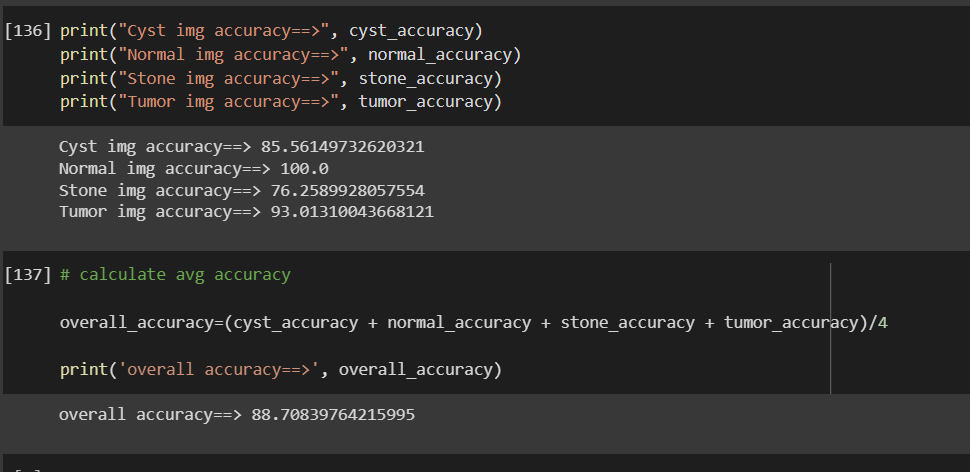 [136] print("Cyst img accuracy==>", cyst_accuracy)
print("Normal img accuracy==>", normal_accuracy)
print("Stone img accuracy==>", stone_accuracy)
print("Tumor img accuracy==>", tumor_accuracy)
Cyst img accuracy==> 85.56149732620321
Normal img accuracy==> 100.0
Stone img accuracy==> 76.2589928057554
Tumor img accuracy==> 93.01310043668121
[137] # calculate avg accuracy
overall_accuracy=(cyst_accuracy + normal_accuracy + stone_accuracy + tumor_accuracy)/4
print('overall accuracy==>', overall_accuracy)
overall accuracy==> 88.70839764215995